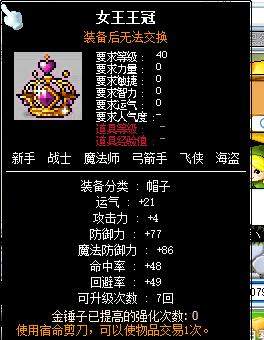 女王王冠
装备后无法交换
要求等级： 40
要求力量： 0
要求敏捷： 0
要求智力： 0
要求运气： 0
要求人气度： -
道具等级： -
道具经验值： -
新手 战士 魔法师 弓箭手 飞侠 海盗
装备分类 ： 帽子
运气 ： +21
攻击力 ： +4
防御力 ： +77
魔法防御力 ： +86
命中率 ： +48
回避率 ： +49
可升级次数 ： 7回
金锤子已提高的强化次数: 0
使用宿命剪刀，可以使物品交易1次。